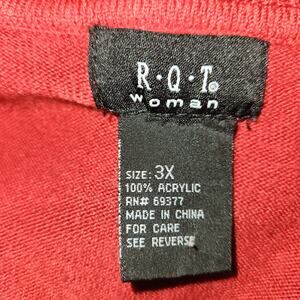 R·Q·T®
woman
SIZE: 3X
100% ACRYLIC
RN# 69377
MADE IN CHINA
FOR CARE
SEE REVERSE